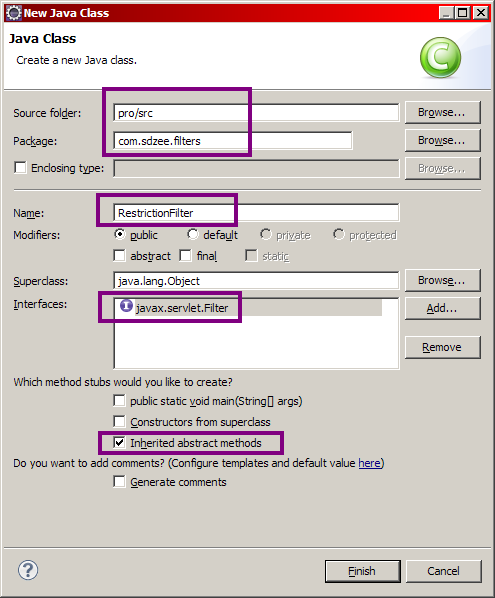 New Java Class
Java Class
Create a new Java class.
C
Source folder: pro/src Browse...
Package: com.sdzee.filters Browse...
Enclosing type: Browse...
Name: RestrictionFilter
Modifiers: public default private protected
abstract final static
Superclass: java.lang.Object Browse...
Interfaces: I javax.servlet.Filter Add...
Remove
Which method stubs would you like to create?
public static void main(String[] args)
Constructors from superclass
Inherited abstract methods
Do you want to add comments? (Configure templates and default value here)
Generate comments
? Finish Cancel